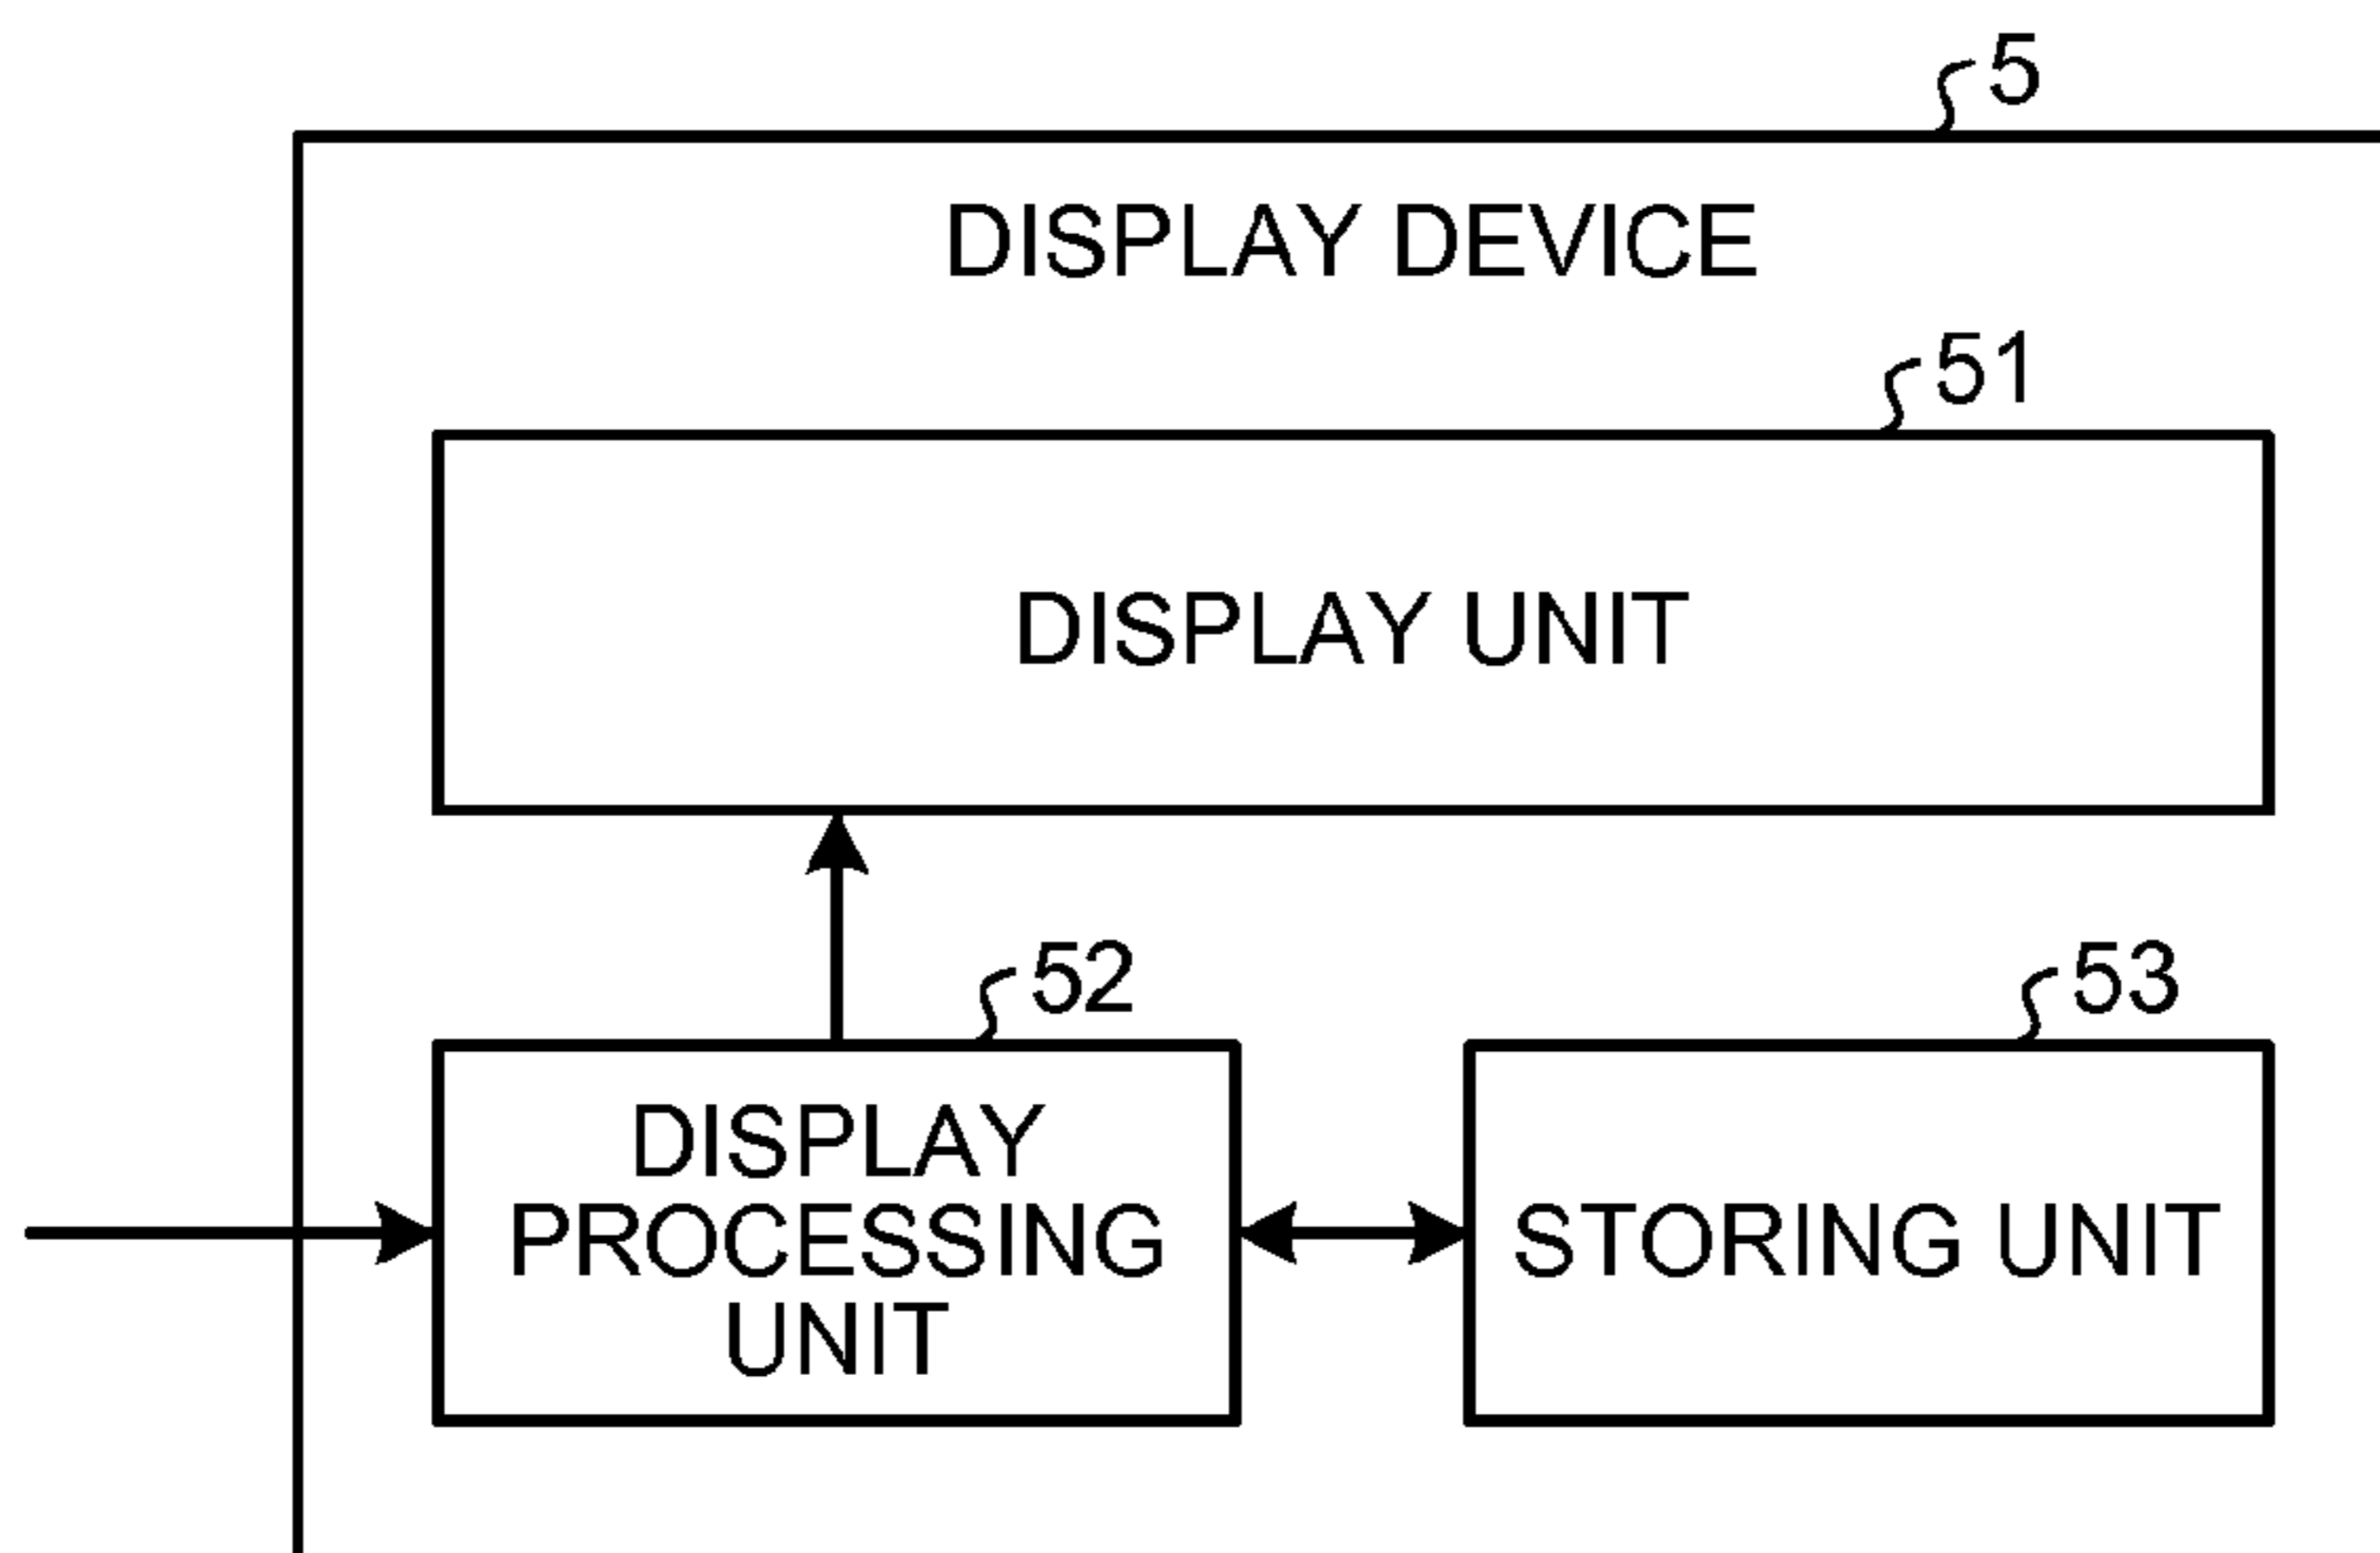 5
DISPLAY DEVICE
51
DISPLAY UNIT
52
53
DISPLAY
PROCESSING
UNIT
STORING UNIT